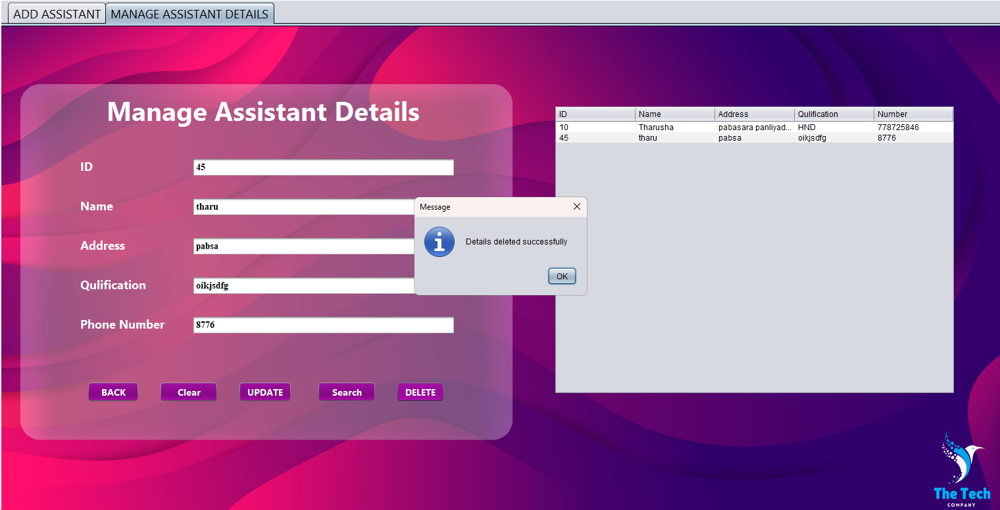 ADD ASSISTANT MANAGE ASSISTANT DETAILS
Manage Assistant Details
ID 45
Name tharu
Address pabsa
Qulification oikjsdfg
Phone Number 8776
BACK Clear UPDATE Search DELETE
Message
Details deleted successfully
OK
ID Name Address Qulification Number
10 Tharusha pabasara panliyad... HND 778725846
45 tharu pabsa oikjsdfg 8776
The Tech
COMPANY